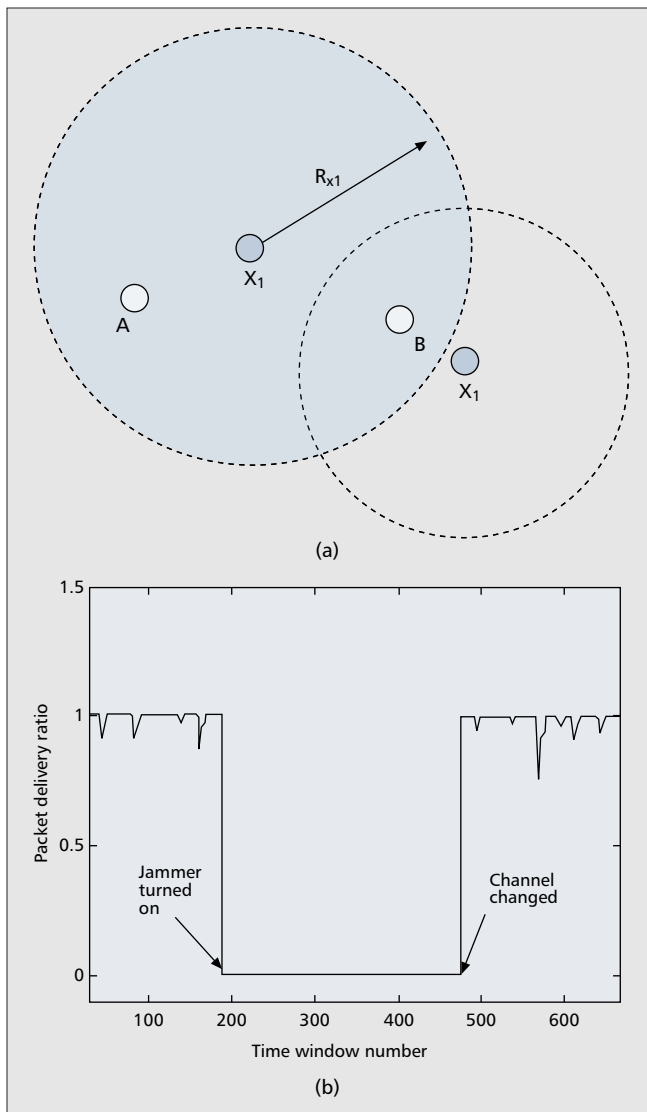 Rx1
X1
A
B
X1
(a)
1.5
1
0.5
0
Packet delivery ratio
Jammer
turned
on
Channel
changed
100
200
300
400
500
600
Time window number
(b)